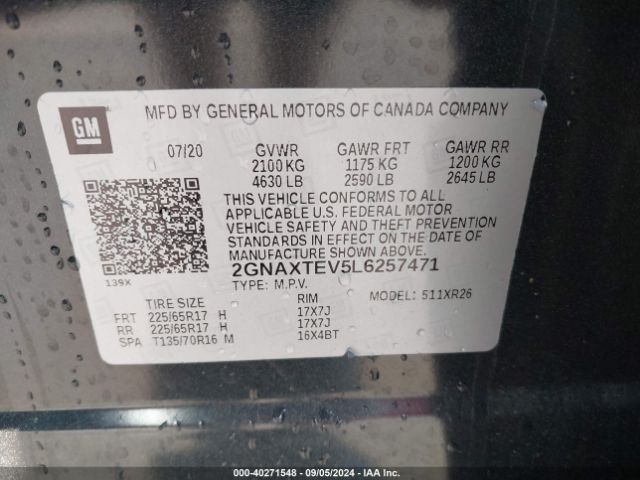 GM
MFD BY GENERAL MOTORS OF CANADA COMPANY
07/20 GVWR GAWR FRT GAWR RR
2100 KG 1175 KG 1200 KG
4630 LB 2590 LB 2645 LB
THIS VEHICLE CONFORMS TO ALL
APPLICABLE U.S. FEDERAL MOTOR
VEHICLE SAFETY AND THEFT PREVENTION
STANDARDS IN EFFECT ON THE DATE OF
MANUFACTURE SHOWN ABOVE.
2GNAXTEV5L6257471
139X TYPE: M.P.V. MODEL: 511XR26
TIRE SIZE RIM
FRT 225/65R17 H 17X7J
RR 225/65R17 H 17X7J
SPA T135/70R16 M 16X4BT
© - 40271548 - 09/05/2024 - IAA Inc.